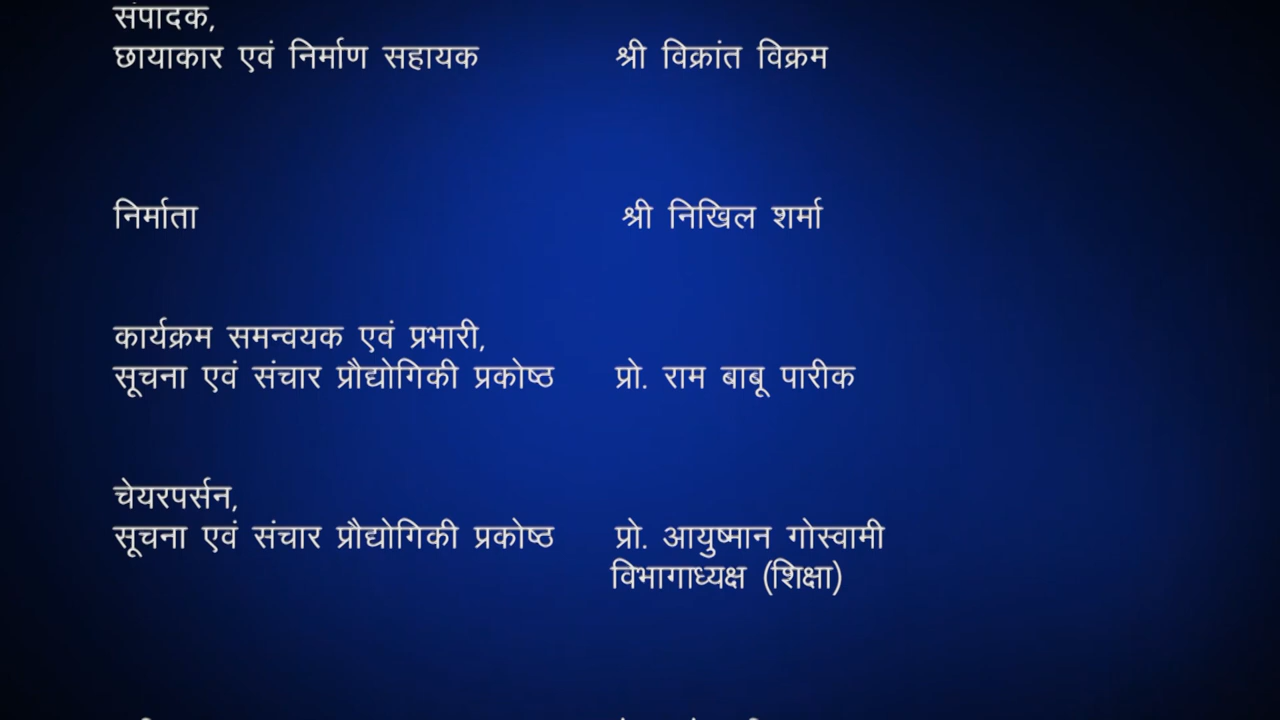 संपादक,
छायाकार एवं निर्माण सहायक श्री विक्रांत विक्रम
निर्माता श्री निखिल शर्मा
कार्यक्रम समन्वयक एवं प्रभारी,
सूचना एवं संचार प्रौद्योगिकी प्रकोष्ठ प्रो. राम बाबू पारीक
चेयरपर्सन,
सूचना एवं संचार प्रौद्योगिकी प्रकोष्ठ प्रो. आयुष्मान गोस्वामी
विभागाध्यक्ष (शिक्षा)